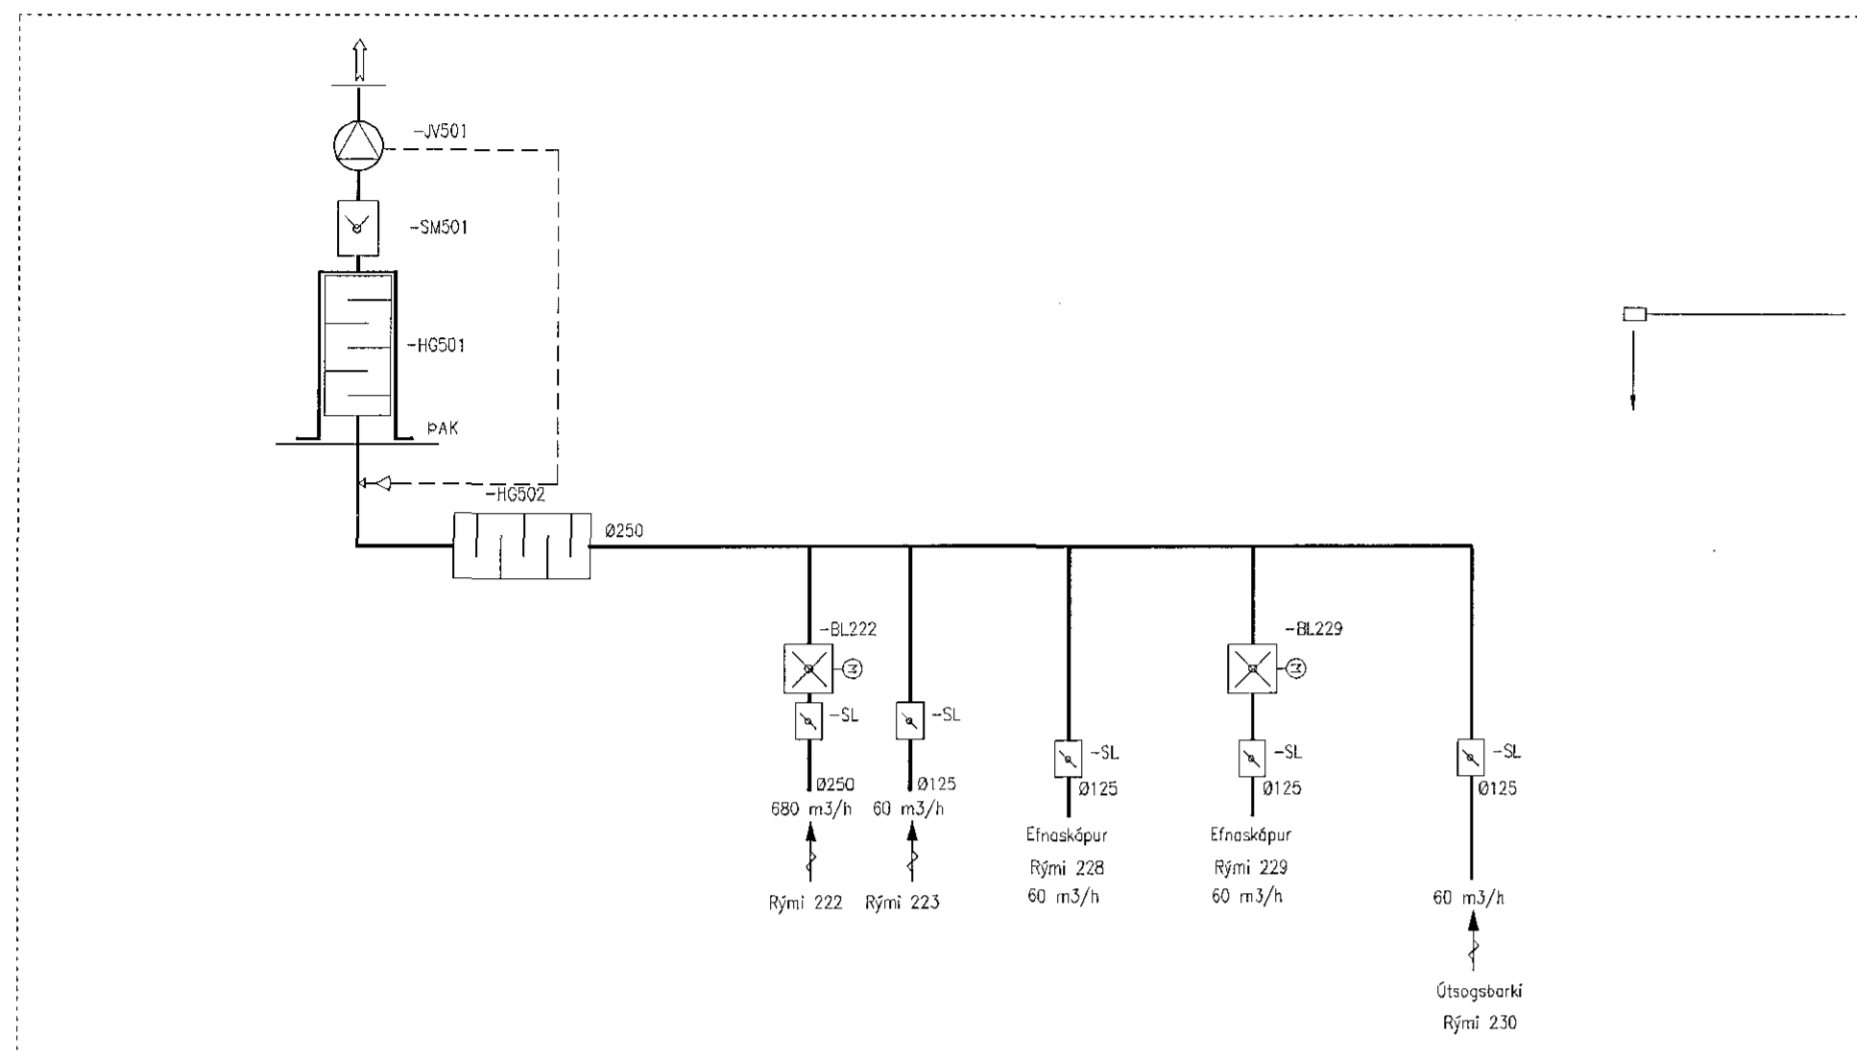 -JV501
-SM501
-HG501
ÞAK
-HG502
Ø250
-BL222
-BL229
M
M
-SL
-SL
-SL
-SL
-SL
Ø250
Ø125
Ø125
Ø125
Ø125
680 m3/h
60 m3/h
Efnaskápur
Rými 228
60 m3/h
Efnaskápur
Rými 229
60 m3/h
Rými 222
Rými 223
60 m3/h
Útsogsbarki
Rými 230